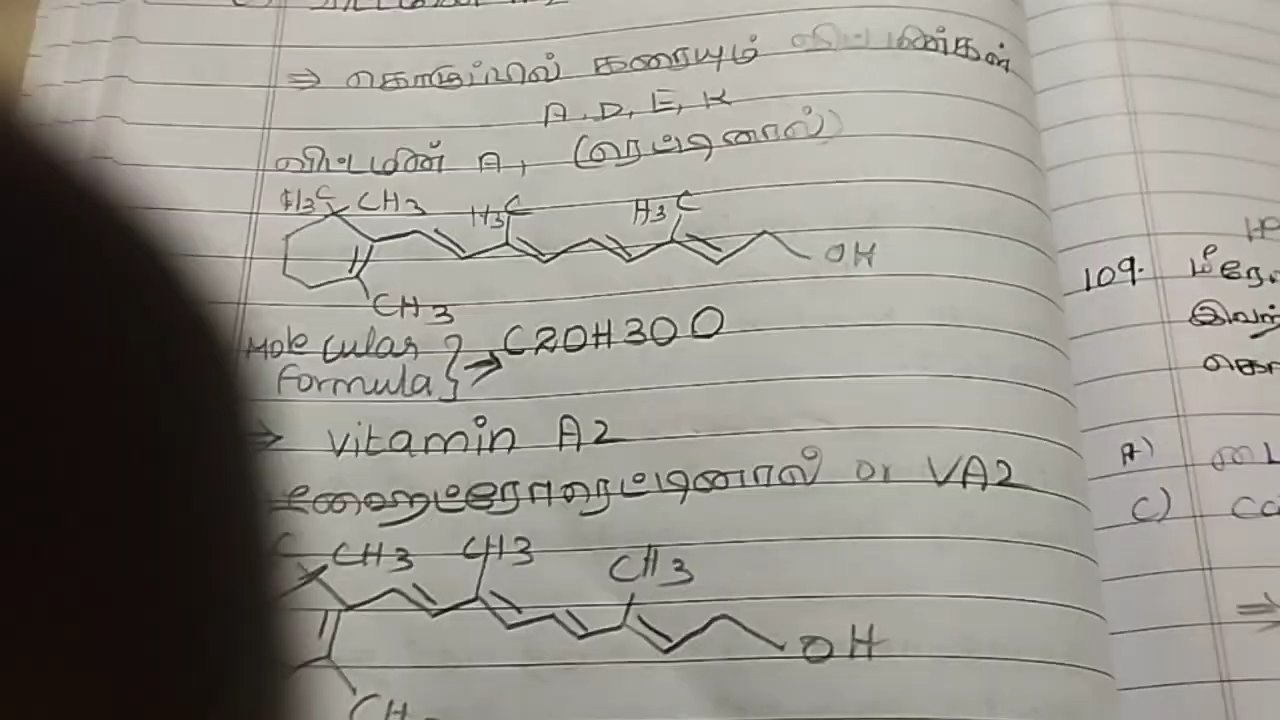 ⇒ கொழுப்பில் கரையும் விட்டமின்கள்
A, D, E, K
விட்டமின் A, (ரெட்டினால்)
H3C CH3 H3C H3C
OH
CH3
Molecular
Formula } → C20H30O
⇒ vitamin A2
or VA2
C CH3 CH3 CH3
OH
CH
109.
A)
C)
⇒